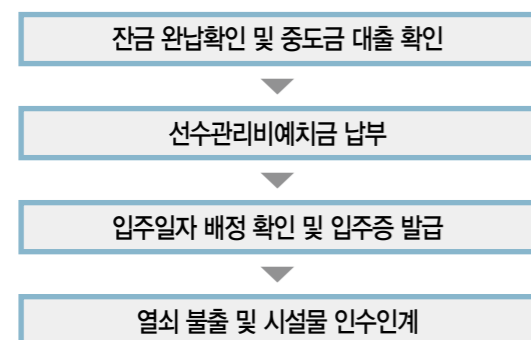 잔금 완납확인 및 중도금 대출 확인
선수관리비예치금 납부
입주일자 배정 확인 및 입주증 발급
열쇠 불출 및 시설물 인수인계